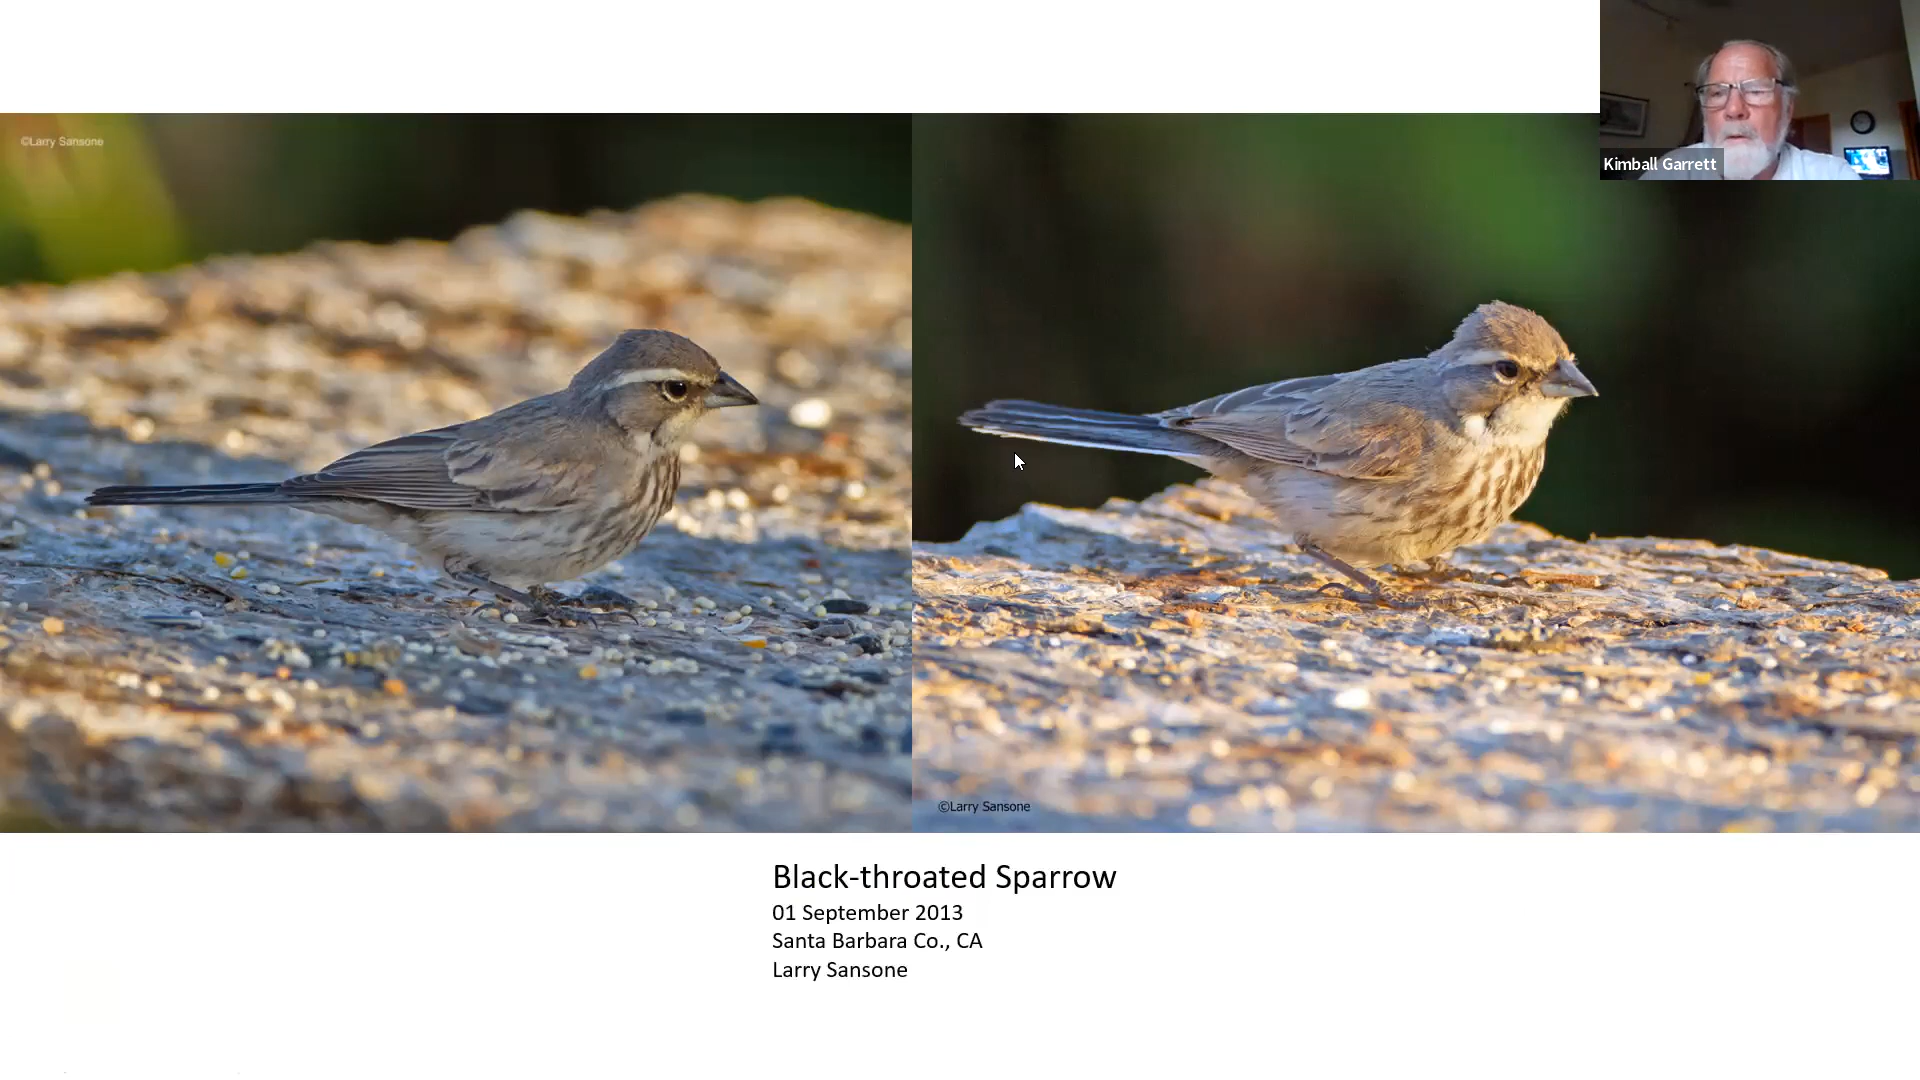 ©Larry Sansone
Kimball Garrett
©Larry Sansone
Black-throated Sparrow
01 September 2013
Santa Barbara Co., CA
Larry Sansone